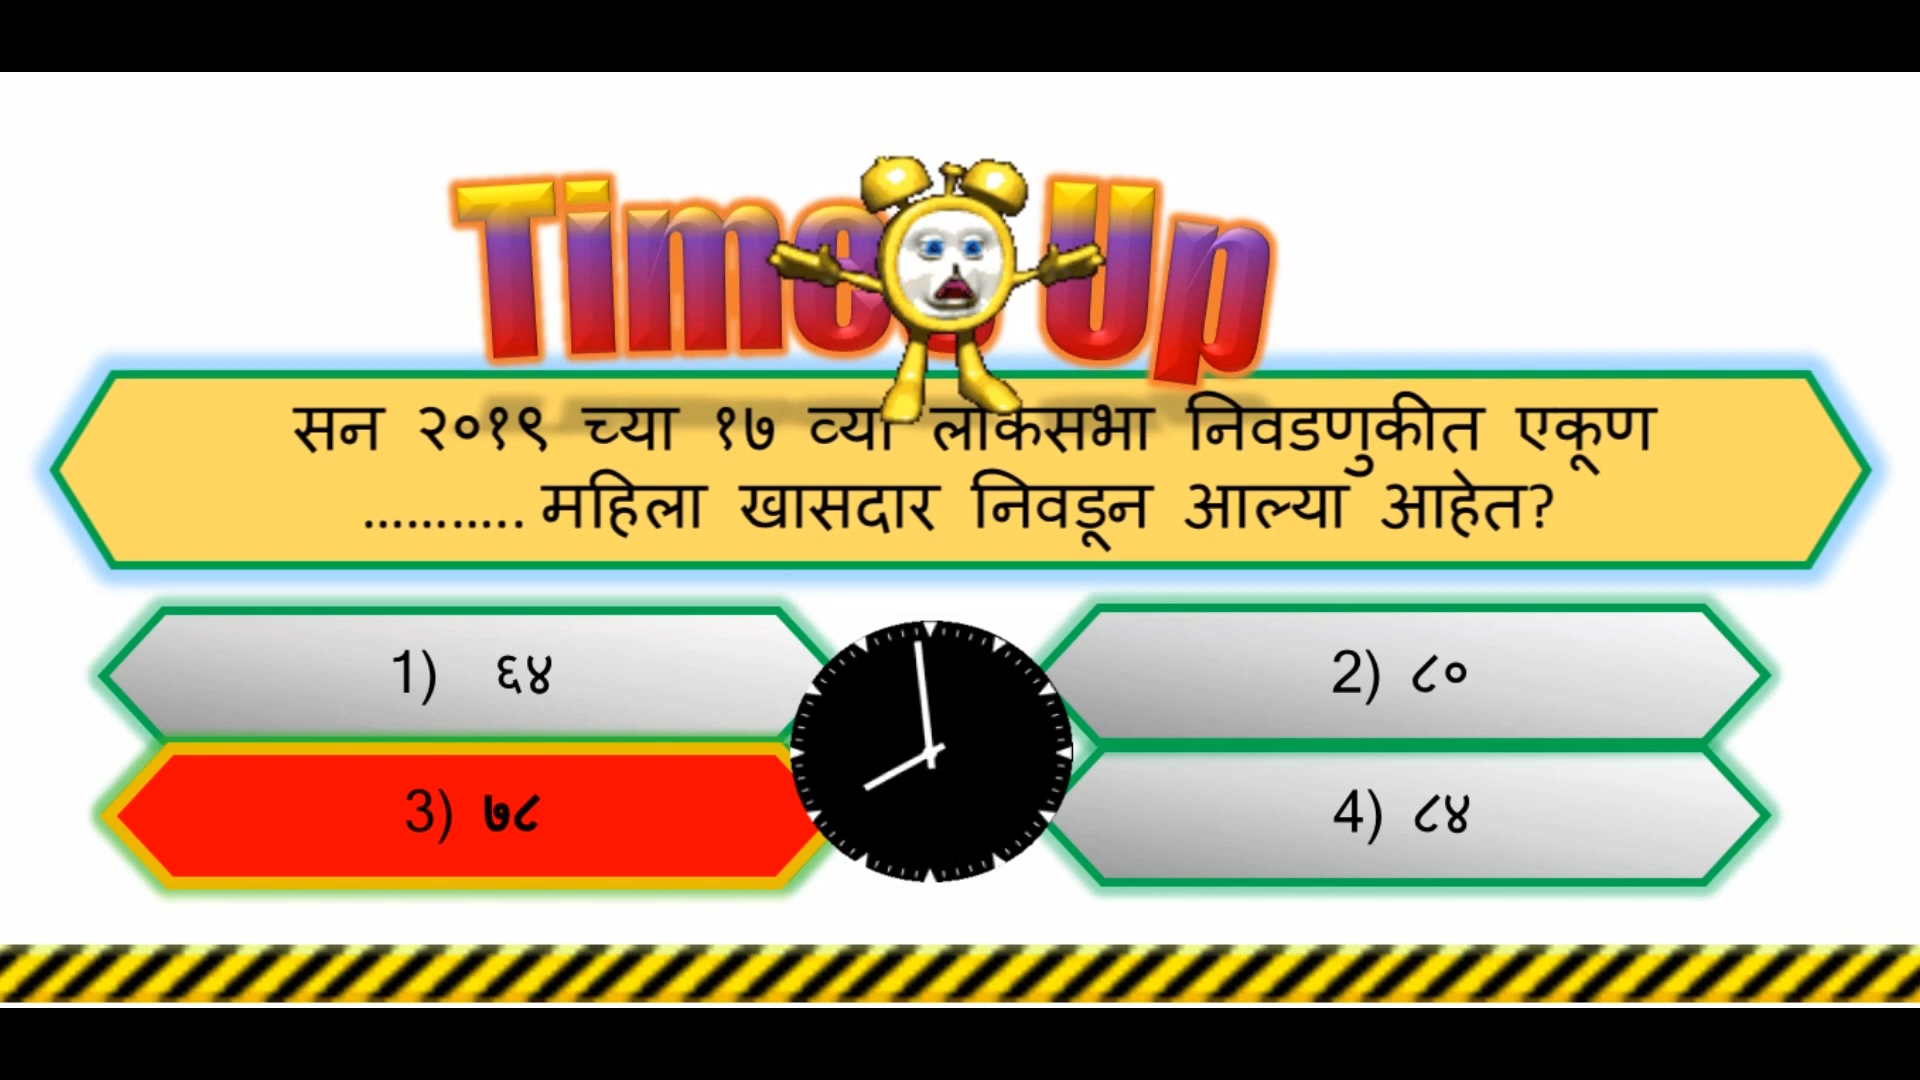 Time's Up
सन २०१९ च्या १७ व्या लोकसभा निवडणुकीत एकूण
........... महिला खासदार निवडून आल्या आहेत?
1) ६४
2) ८०
3) ७८
4) ८४